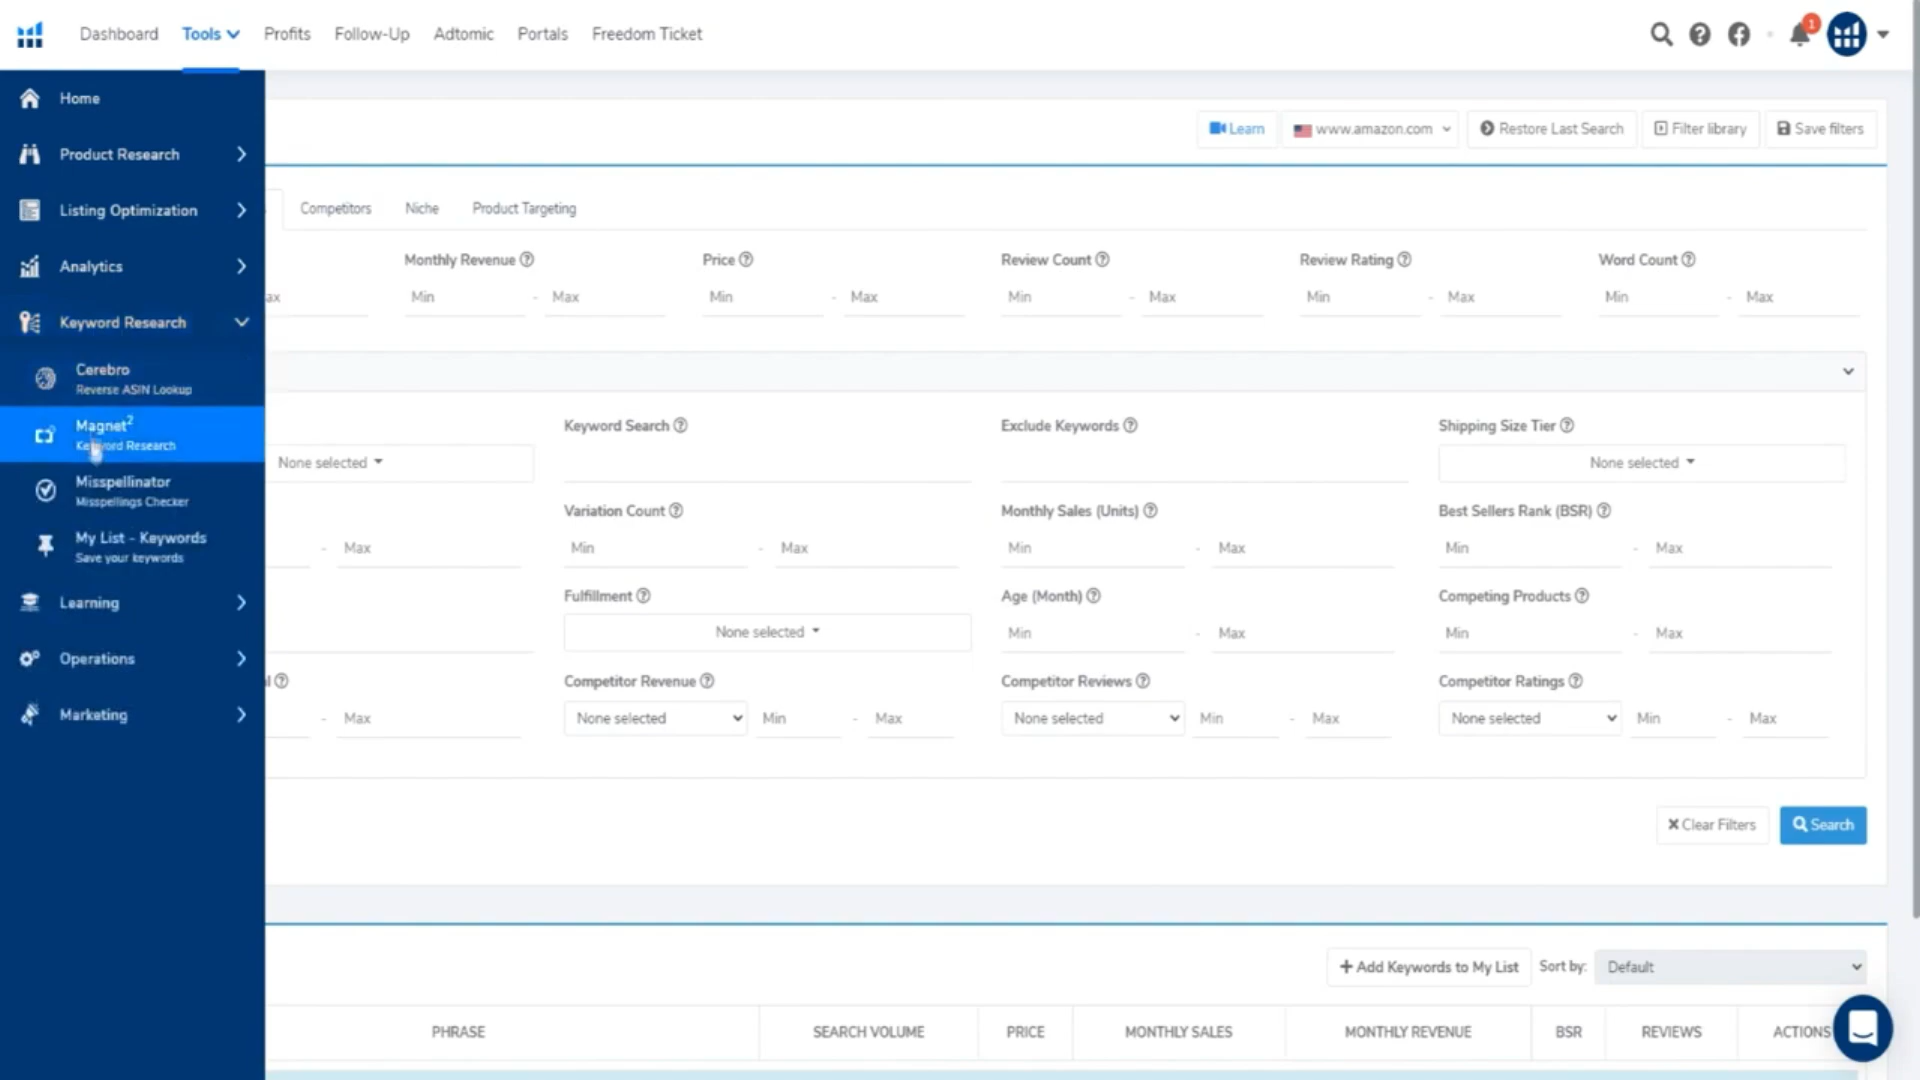 Dashboard Tools Profits Follow-Up Adtomic Portals Freedom Ticket 1
Home
Product Research
Listing Optimization
Analytics
Keyword Research
Cerebro
Reverse ASIN Lookup
Magnet2
Keyword Research
Misspellinator
Misspellings Checker
My List - Keywords
Save your keywords
Learning
Operations
Marketing
Learn www.amazon.com Restore Last Search Filter library Save filters
Competitors Niche Product Targeting
Monthly Revenue Price Review Count Review Rating Word Count
ax Min - Max Min - Max Min - Max Min - Max Min - Max
Keyword Search Exclude Keywords Shipping Size Tier
None selected None selected
Variation Count Monthly Sales (Units) Best Sellers Rank (BSR)
- Max Min - Max Min - Max Min - Max
Fulfillment Age (Month) Competing Products
None selected Min - Max Min - Max
l Competitor Revenue Competitor Reviews Competitor Ratings
- Max None selected Min - Max None selected Min - Max None selected Min - Max
Clear Filters Search
+ Add Keywords to My List Sort by: Default
PHRASE SEARCH VOLUME PRICE MONTHLY SALES MONTHLY REVENUE BSR REVIEWS ACTIONS